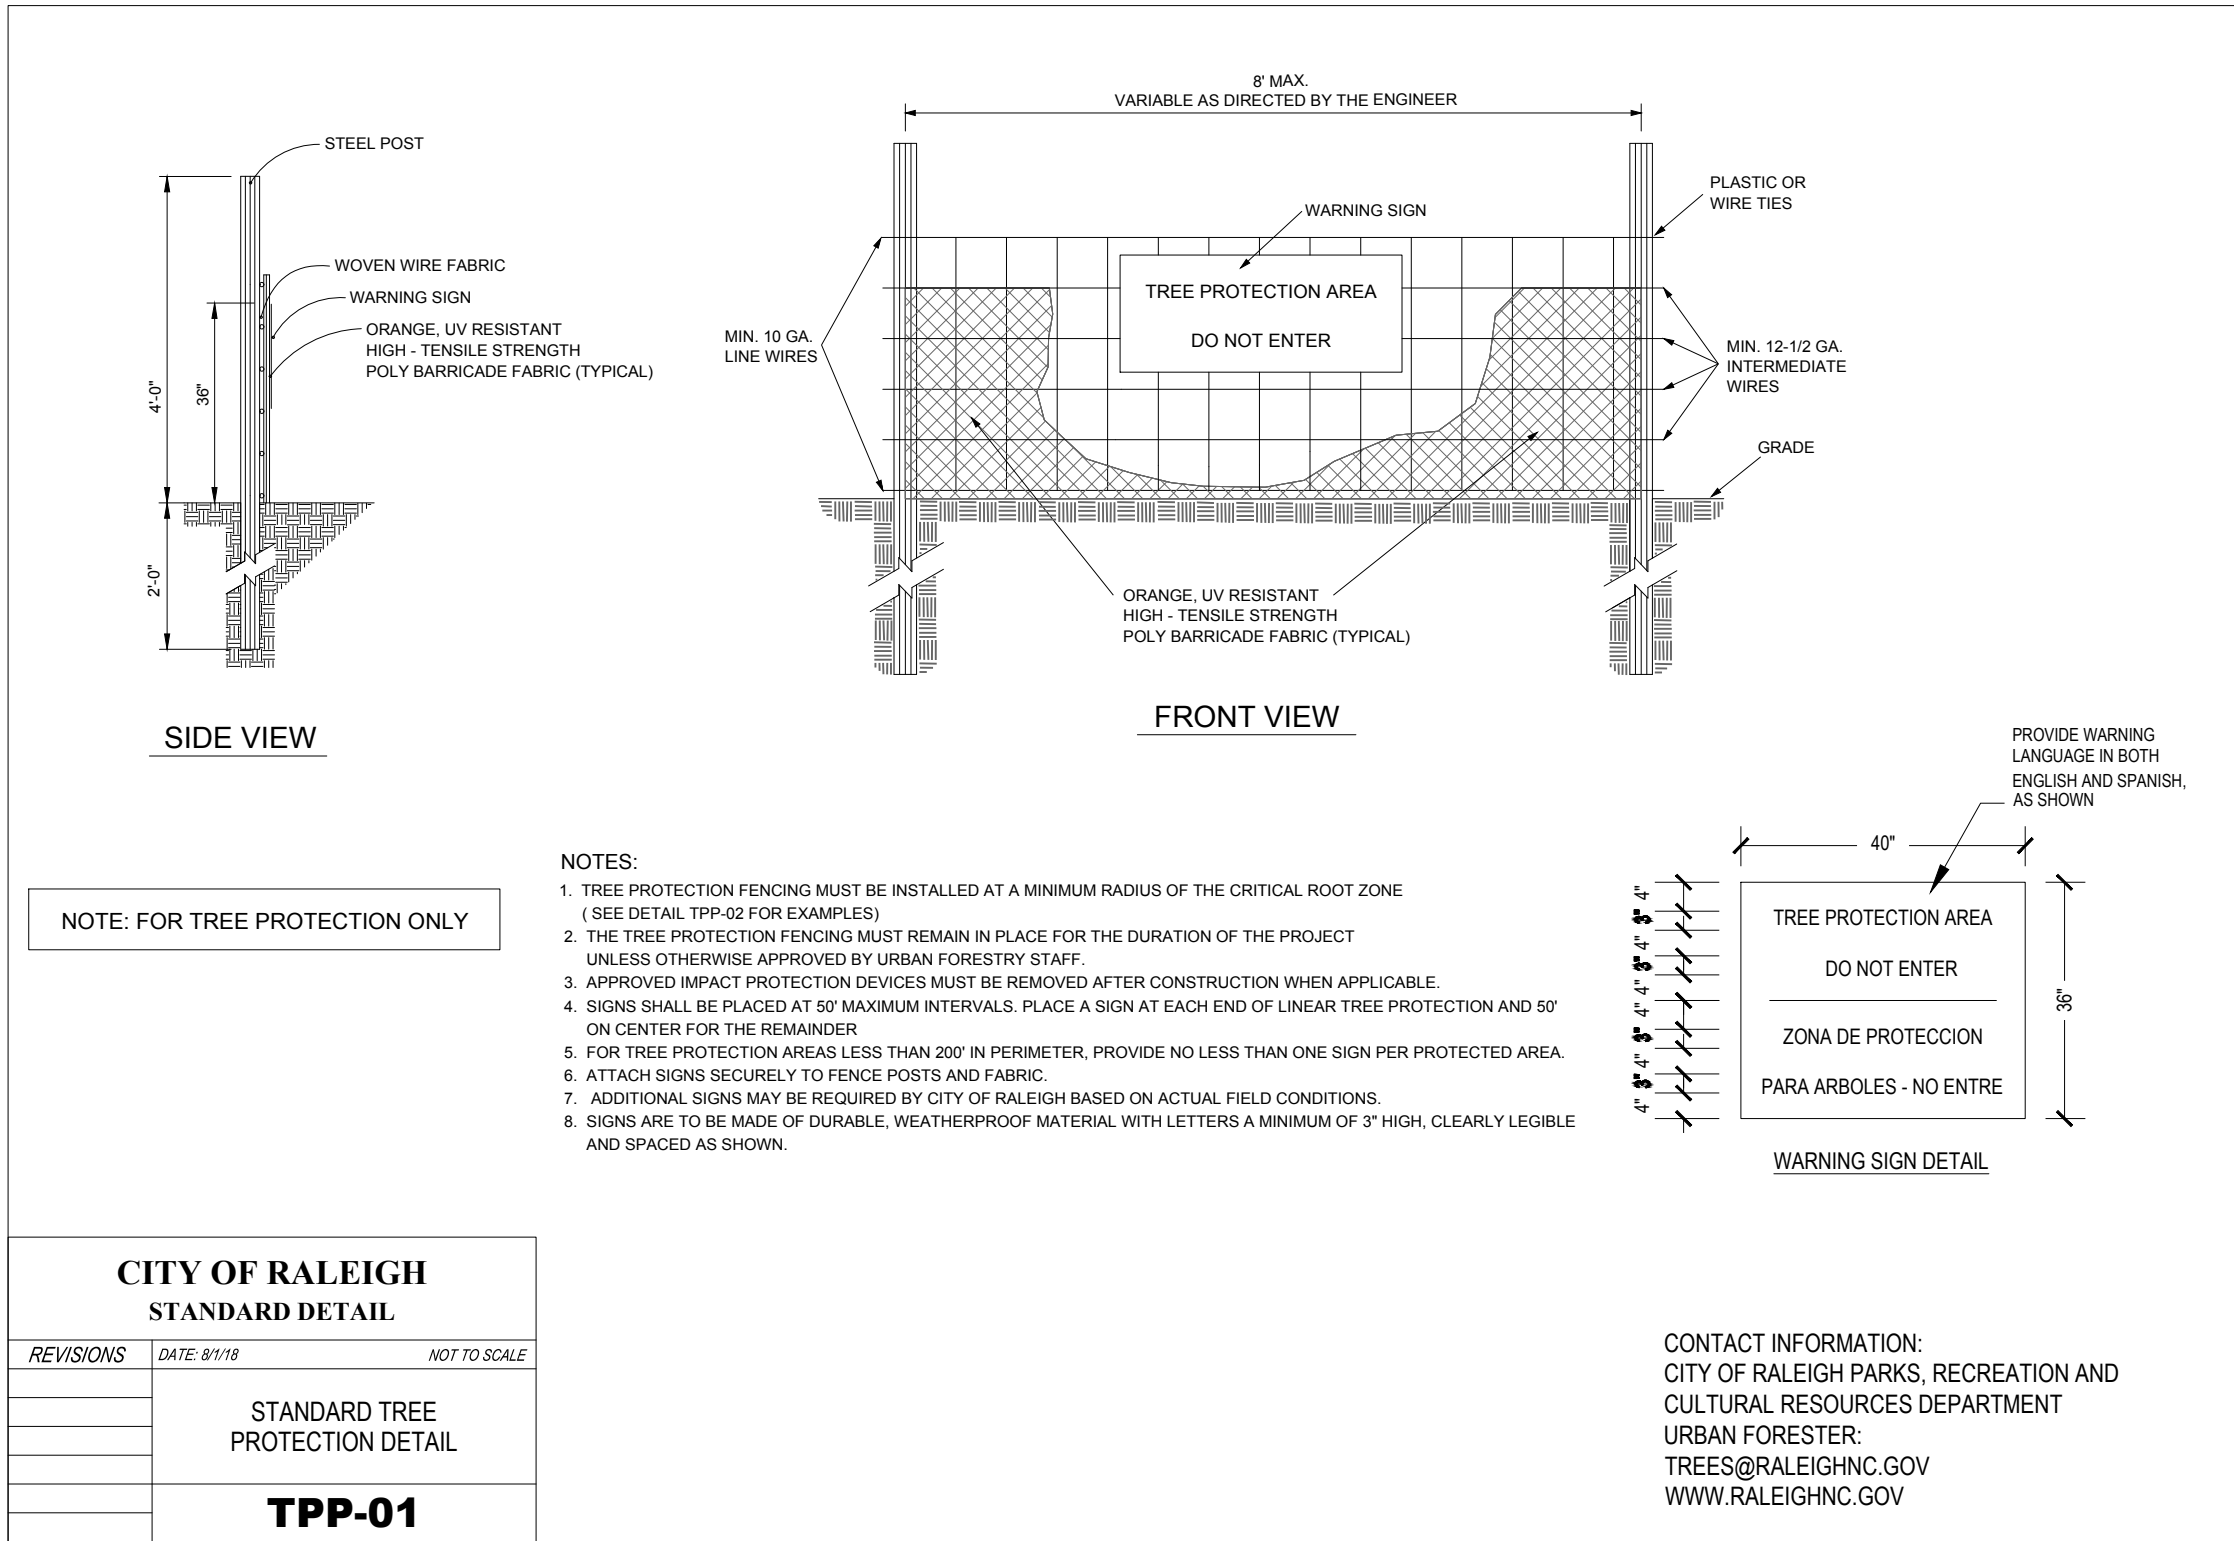 8' MAX.
VARIABLE AS DIRECTED BY THE ENGINEER
STEEL POST
WOVEN WIRE FABRIC
WARNING SIGN
ORANGE, UV RESISTANT
HIGH - TENSILE STRENGTH
POLY BARRICADE FABRIC (TYPICAL)
4'-0"
36"
2'-0"
SIDE VIEW
WARNING SIGN
PLASTIC OR
WIRE TIES
TREE PROTECTION AREA
DO NOT ENTER
MIN. 10 GA.
LINE WIRES
MIN. 12-1/2 GA.
INTERMEDIATE
WIRES
GRADE
ORANGE, UV RESISTANT
HIGH - TENSILE STRENGTH
POLY BARRICADE FABRIC (TYPICAL)
FRONT VIEW
PROVIDE WARNING
LANGUAGE IN BOTH
ENGLISH AND SPANISH,
AS SHOWN
40"
4"
3"
4"
3"
4"
4"
3"
4"
3"
4"
TREE PROTECTION AREA
DO NOT ENTER
ZONA DE PROTECCION
PARA ARBOLES - NO ENTRE
36"
WARNING SIGN DETAIL
NOTE: FOR TREE PROTECTION ONLY
NOTES:
1. TREE PROTECTION FENCING MUST BE INSTALLED AT A MINIMUM RADIUS OF THE CRITICAL ROOT ZONE
( SEE DETAIL TPP-02 FOR EXAMPLES)
2. THE TREE PROTECTION FENCING MUST REMAIN IN PLACE FOR THE DURATION OF THE PROJECT
UNLESS OTHERWISE APPROVED BY URBAN FORESTRY STAFF.
3. APPROVED IMPACT PROTECTION DEVICES MUST BE REMOVED AFTER CONSTRUCTION WHEN APPLICABLE.
4. SIGNS SHALL BE PLACED AT 50' MAXIMUM INTERVALS. PLACE A SIGN AT EACH END OF LINEAR TREE PROTECTION AND 50'
ON CENTER FOR THE REMAINDER
5. FOR TREE PROTECTION AREAS LESS THAN 200' IN PERIMETER, PROVIDE NO LESS THAN ONE SIGN PER PROTECTED AREA.
6. ATTACH SIGNS SECURELY TO FENCE POSTS AND FABRIC.
7. ADDITIONAL SIGNS MAY BE REQUIRED BY CITY OF RALEIGH BASED ON ACTUAL FIELD CONDITIONS.
8. SIGNS ARE TO BE MADE OF DURABLE, WEATHERPROOF MATERIAL WITH LETTERS A MINIMUM OF 3" HIGH, CLEARLY LEGIBLE
AND SPACED AS SHOWN.
CITY OF RALEIGH
STANDARD DETAIL
REVISIONS
DATE: 8/1/18
NOT TO SCALE
STANDARD TREE
PROTECTION DETAIL
TPP-01
CONTACT INFORMATION:
CITY OF RALEIGH PARKS, RECREATION AND
CULTURAL RESOURCES DEPARTMENT
URBAN FORESTER:
TREES@RALEIGHNC.GOV
WWW.RALEIGHNC.GOV